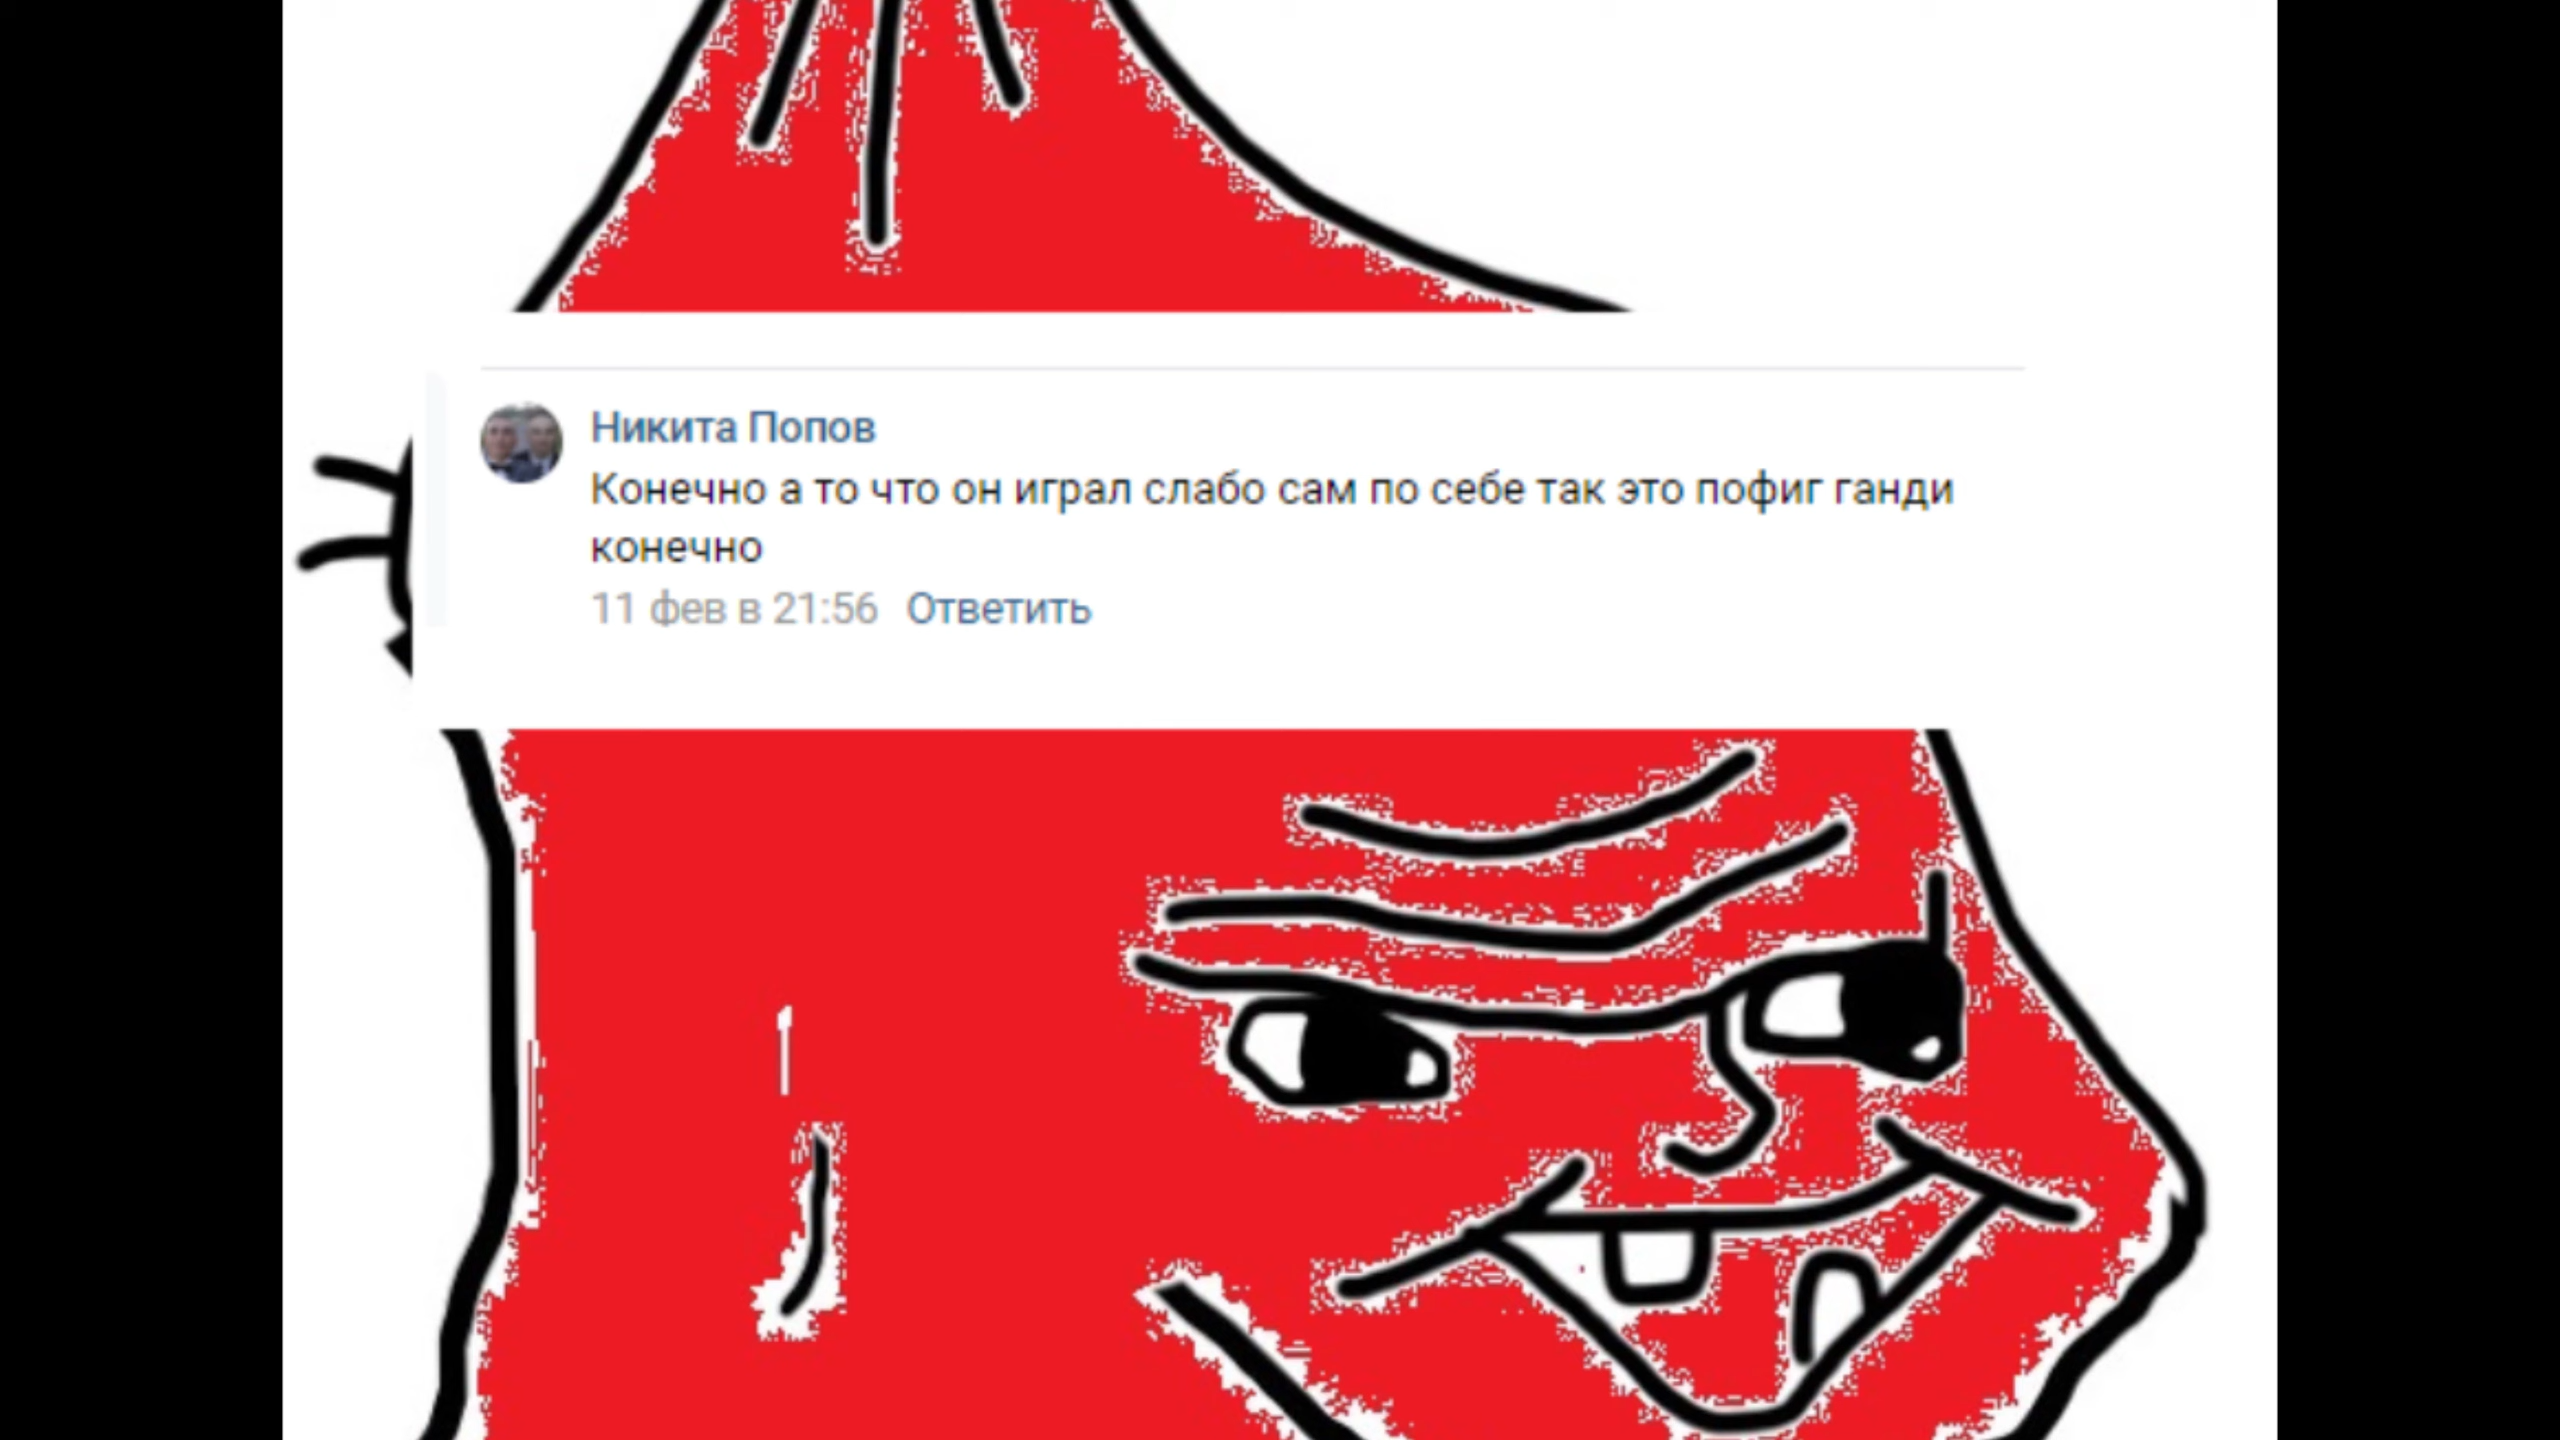 Никита Попов
Конечно а то что он играл слабо сам по себе так это пофиг ганди
конечно
11 фев в 21:56 Ответить